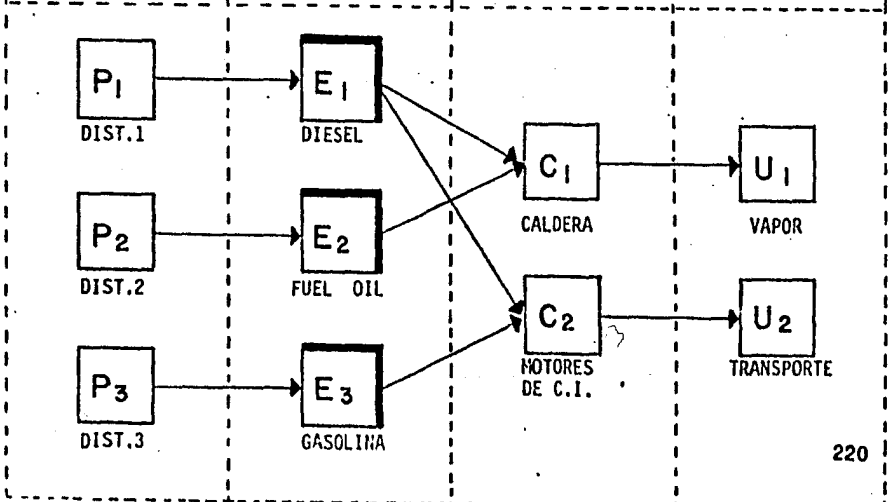 P1
DIST.1
E1
DIESEL
P2
DIST.2
E2
FUEL OIL
P3
DIST.3
E3
GASOLINA
C1
CALDERA
C2
MOTORES
DE C.I.
U1
VAPOR
U2
TRANSPORTE
220